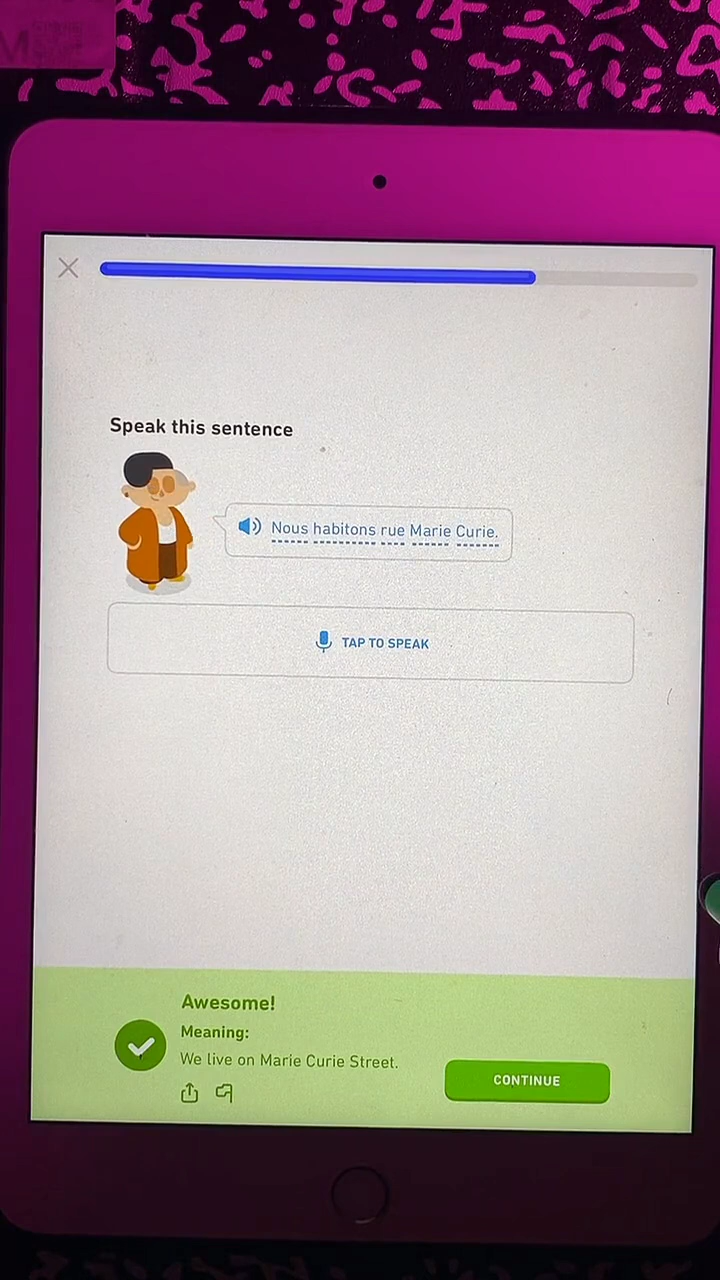 Speak this sentence
Nous habitons rue Marie Curie.
TAP TO SPEAK
Awesome!
Meaning:
We live on Marie Curie Street.
CONTINUE